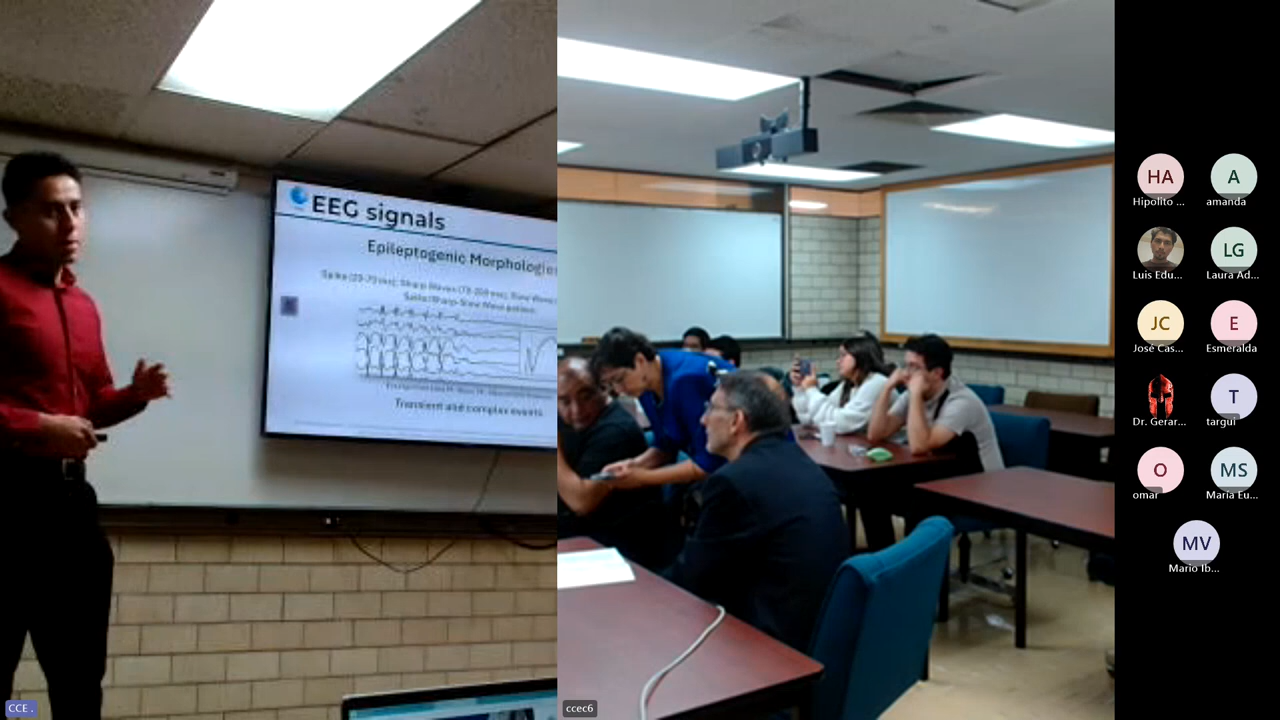 EEG signals
Epileptogenic Morphologies
Transient and complex events
CCE .
ccec6
HA
Hipolito ...
A
amanda
Luis Edu...
LG
Laura Ad...
JC
José Cas...
E
Esmeralda
Dr. Gerar...
T
targui
O
omar
MS
María Eu...
MV
Mario Ib...